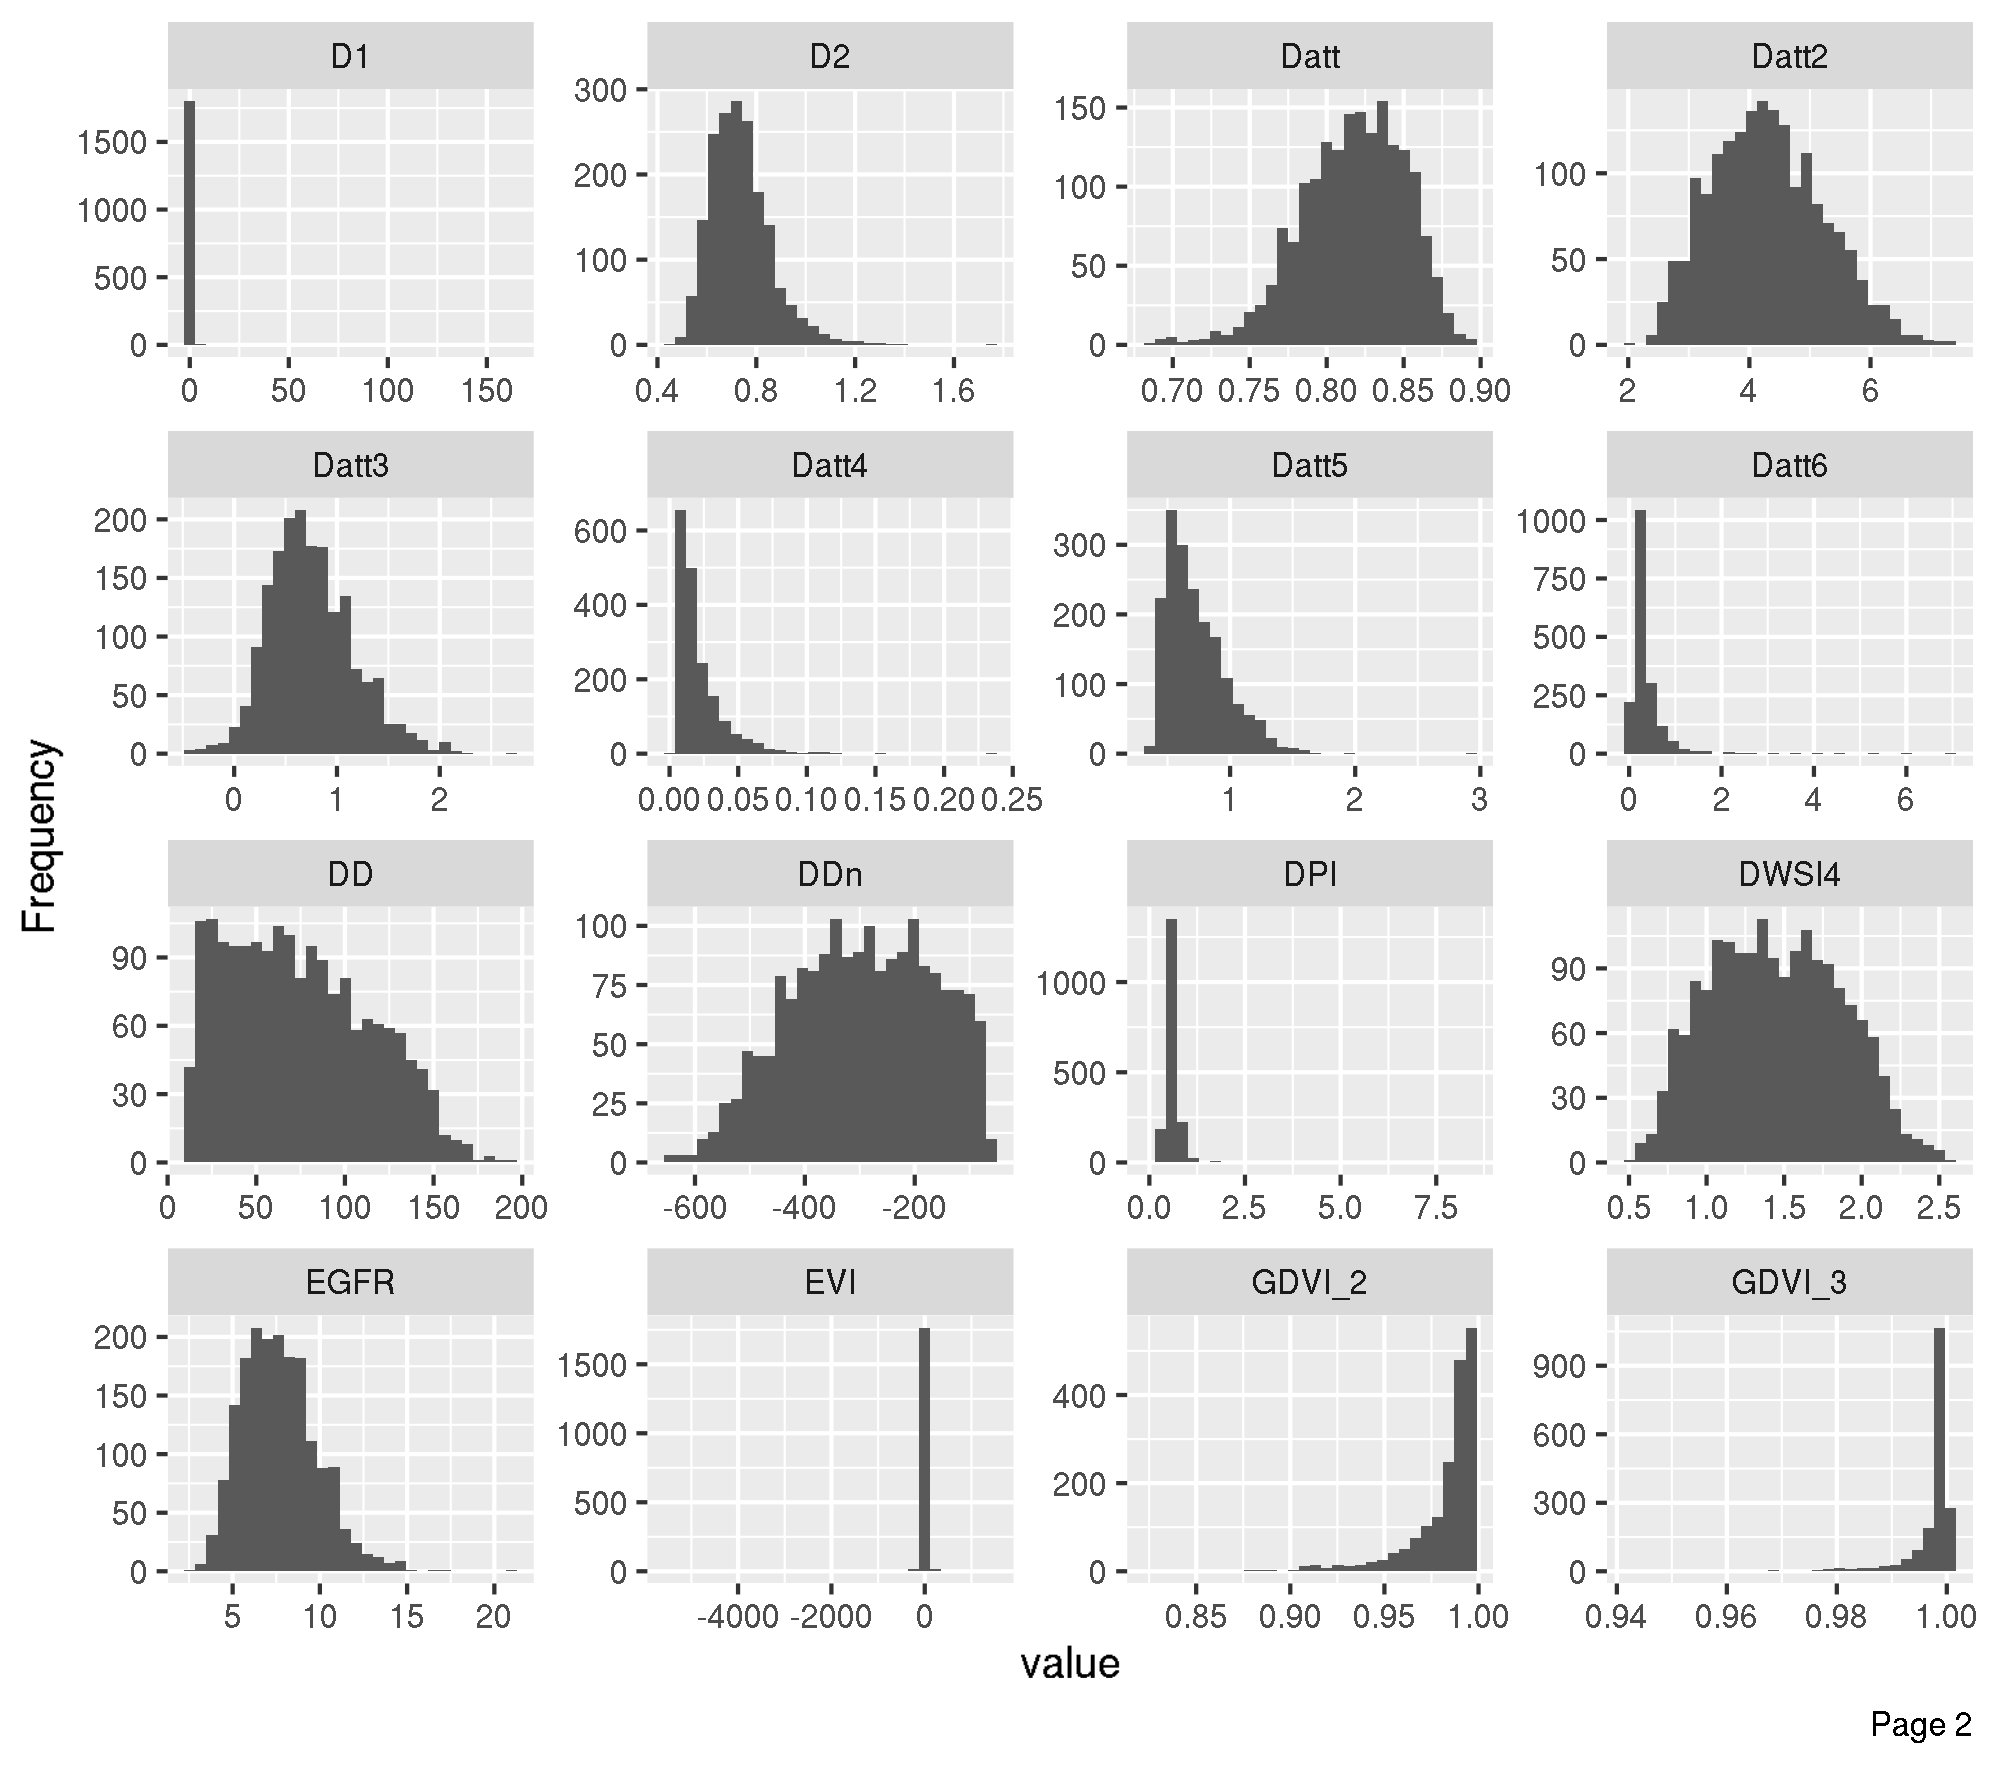 D1 D2 Datt Datt2
1500 1000 500 0
300 200 100 0
150 100 50 0
100 50 0
0 50 100 150
0.4 0.8 1.2 1.6
0.70 0.75 0.80 0.85 0.90
2 4 6
Datt3 Datt4 Datt5 Datt6
200 150 100 50 0
600 400 200 0
300 200 100 0
1000 750 500 250 0
0 1 2
0.00 0.05 0.10 0.15 0.20 0.25
1 2 3
0 2 4 6
Frequency
DD DDn DPI DWSI4
90 60 30 0
100 75 50 25 0
1000 500 0
90 60 30 0
0 50 100 150 200
-600 -400 -200
0.0 2.5 5.0 7.5
0.5 1.0 1.5 2.0 2.5
EGFR EVI GDVI_2 GDVI_3
200 150 100 50 0
1500 1000 500 0
400 200 0
900 600 300 0
5 10 15 20
-4000 -2000 0
0.85 0.90 0.95 1.00
0.94 0.96 0.98 1.00
value
Page 2